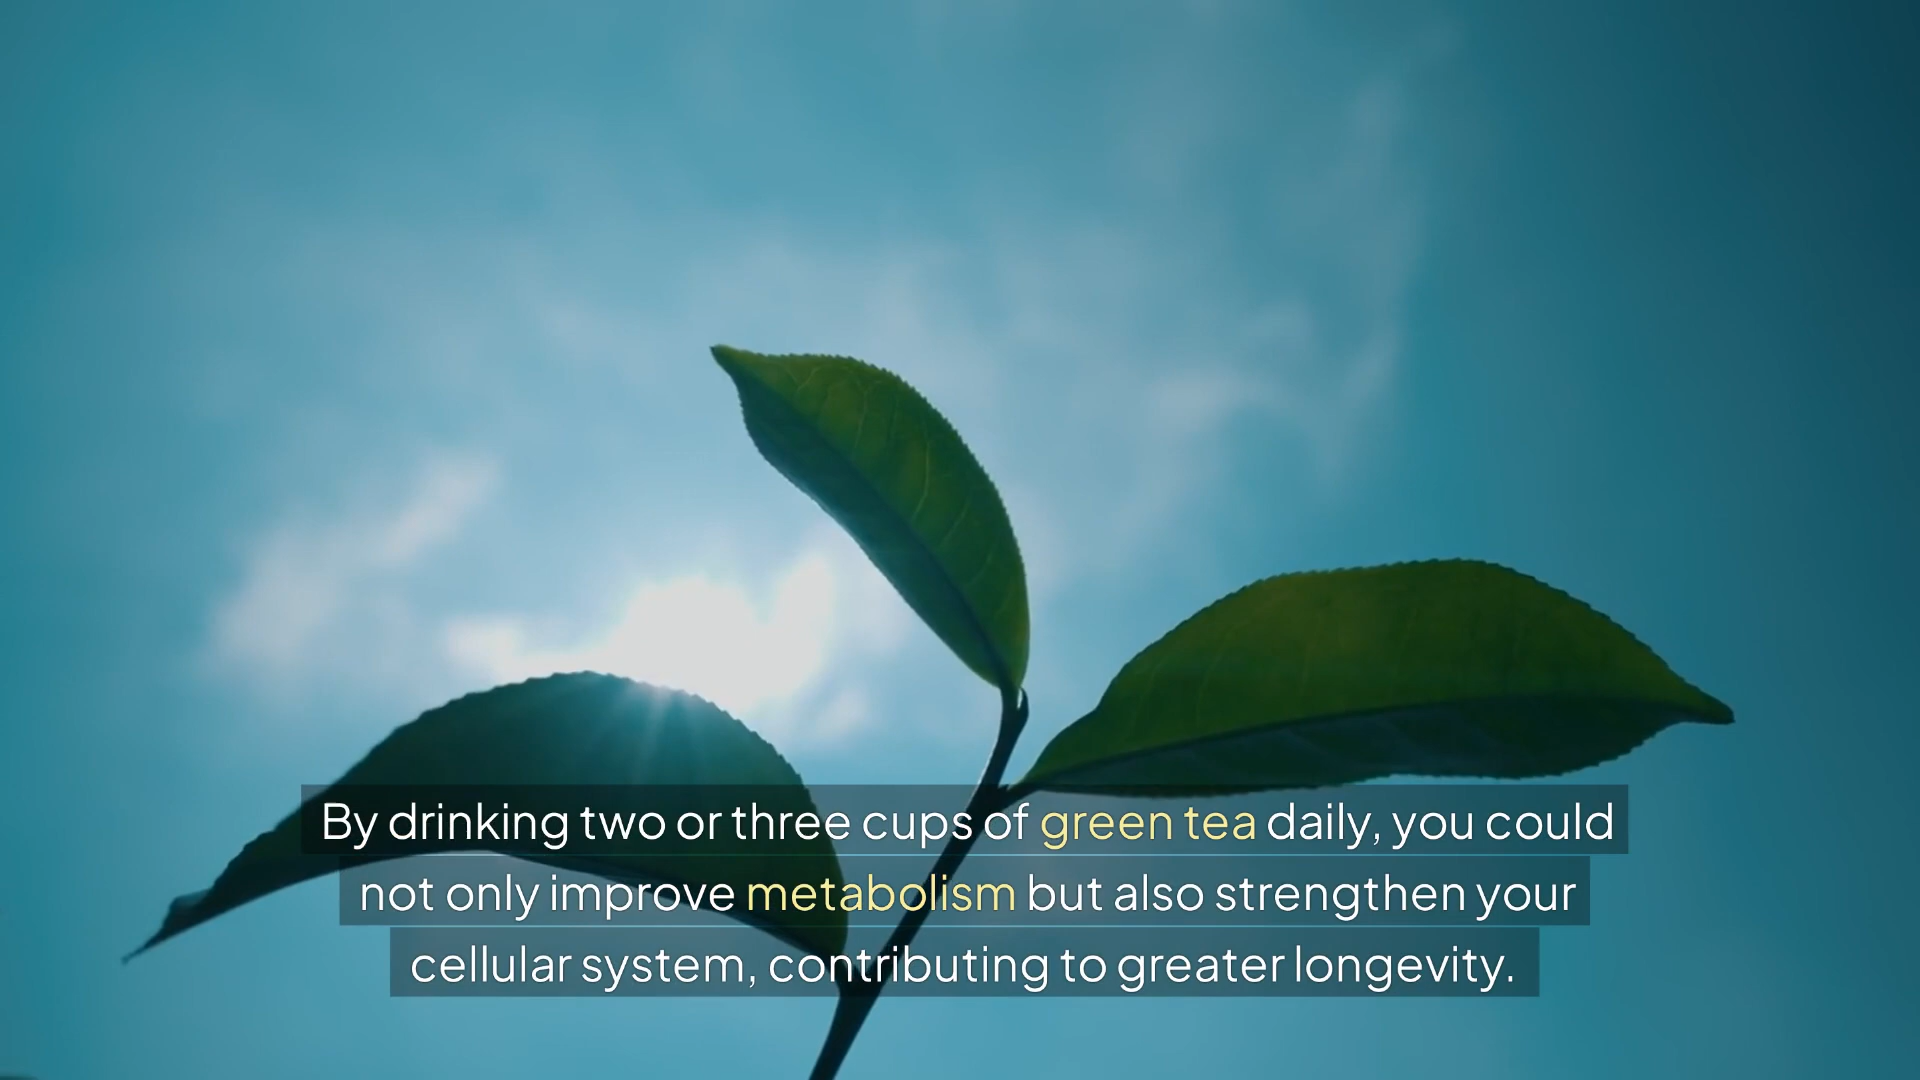 By drinking two or three cups of green tea daily, you could
not only improve metabolism but also strengthen your
cellular system, contributing to greater longevity.